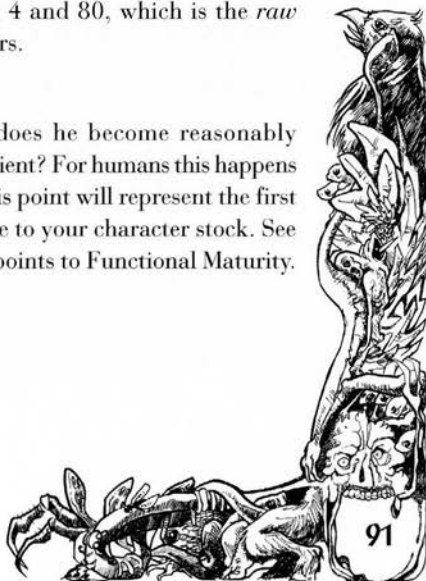 4 and 80, which is the raw
rs.
does he become reasonably
ient? For humans this happens
is point will represent the first
e to your character stock. See
points to Functional Maturity.
91